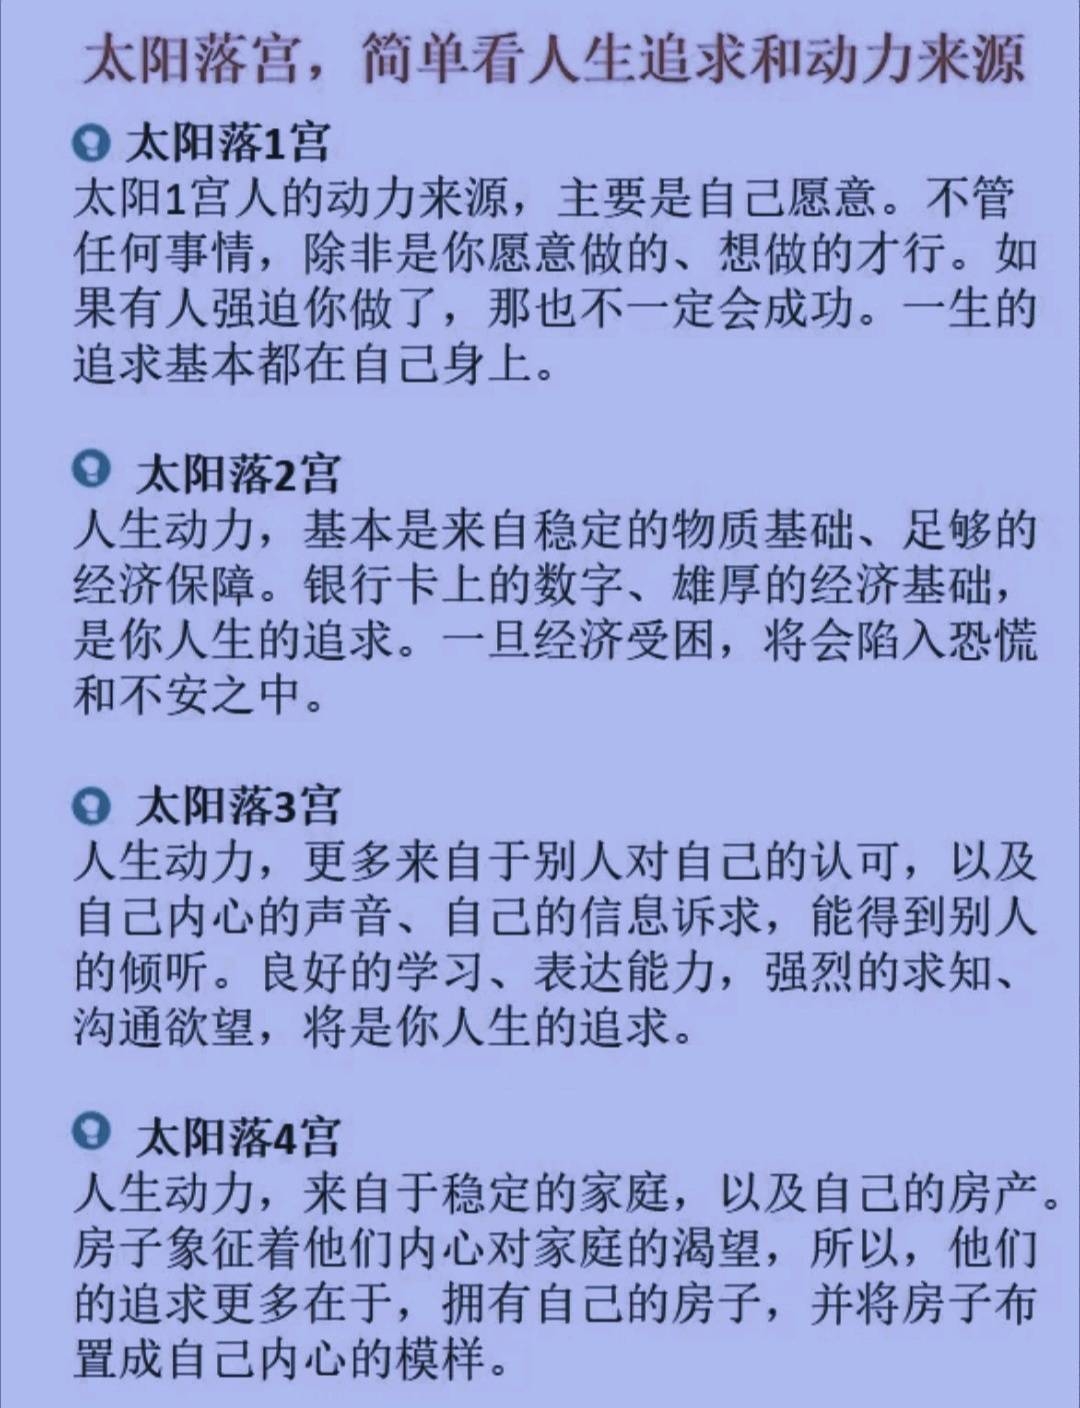 太阳落宫，简单看人生追求和动力来源
太阳落1宫
太阳1宫人的动力来源，主要是自己愿意。不管
任何事情，除非是你愿意做的、想做的才行。如
果有人强迫你做了，那也不一定会成功。一生的
追求基本都在自己身上。
太阳落2宫
人生动力，基本是来自稳定的物质基础、足够的
经济保障。银行卡上的数字、雄厚的经济基础，
是你人生的追求。一旦经济受困，将会陷入恐慌
和不安之中。
太阳落3宫
人生动力，更多来自于别人对自己的认可，以及
自己内心的声音、自己的信息诉求，能得到别人
的倾听。良好的学习、表达能力，强烈的求知、
沟通欲望，将是你人生的追求。
太阳落4宫
人生动力，来自于稳定的家庭，以及自己的房产。
房子象征着他们内心对家庭的渴望，所以，他们
的追求更多在于，拥有自己的房子，并将房子布
置成自己内心的模样。